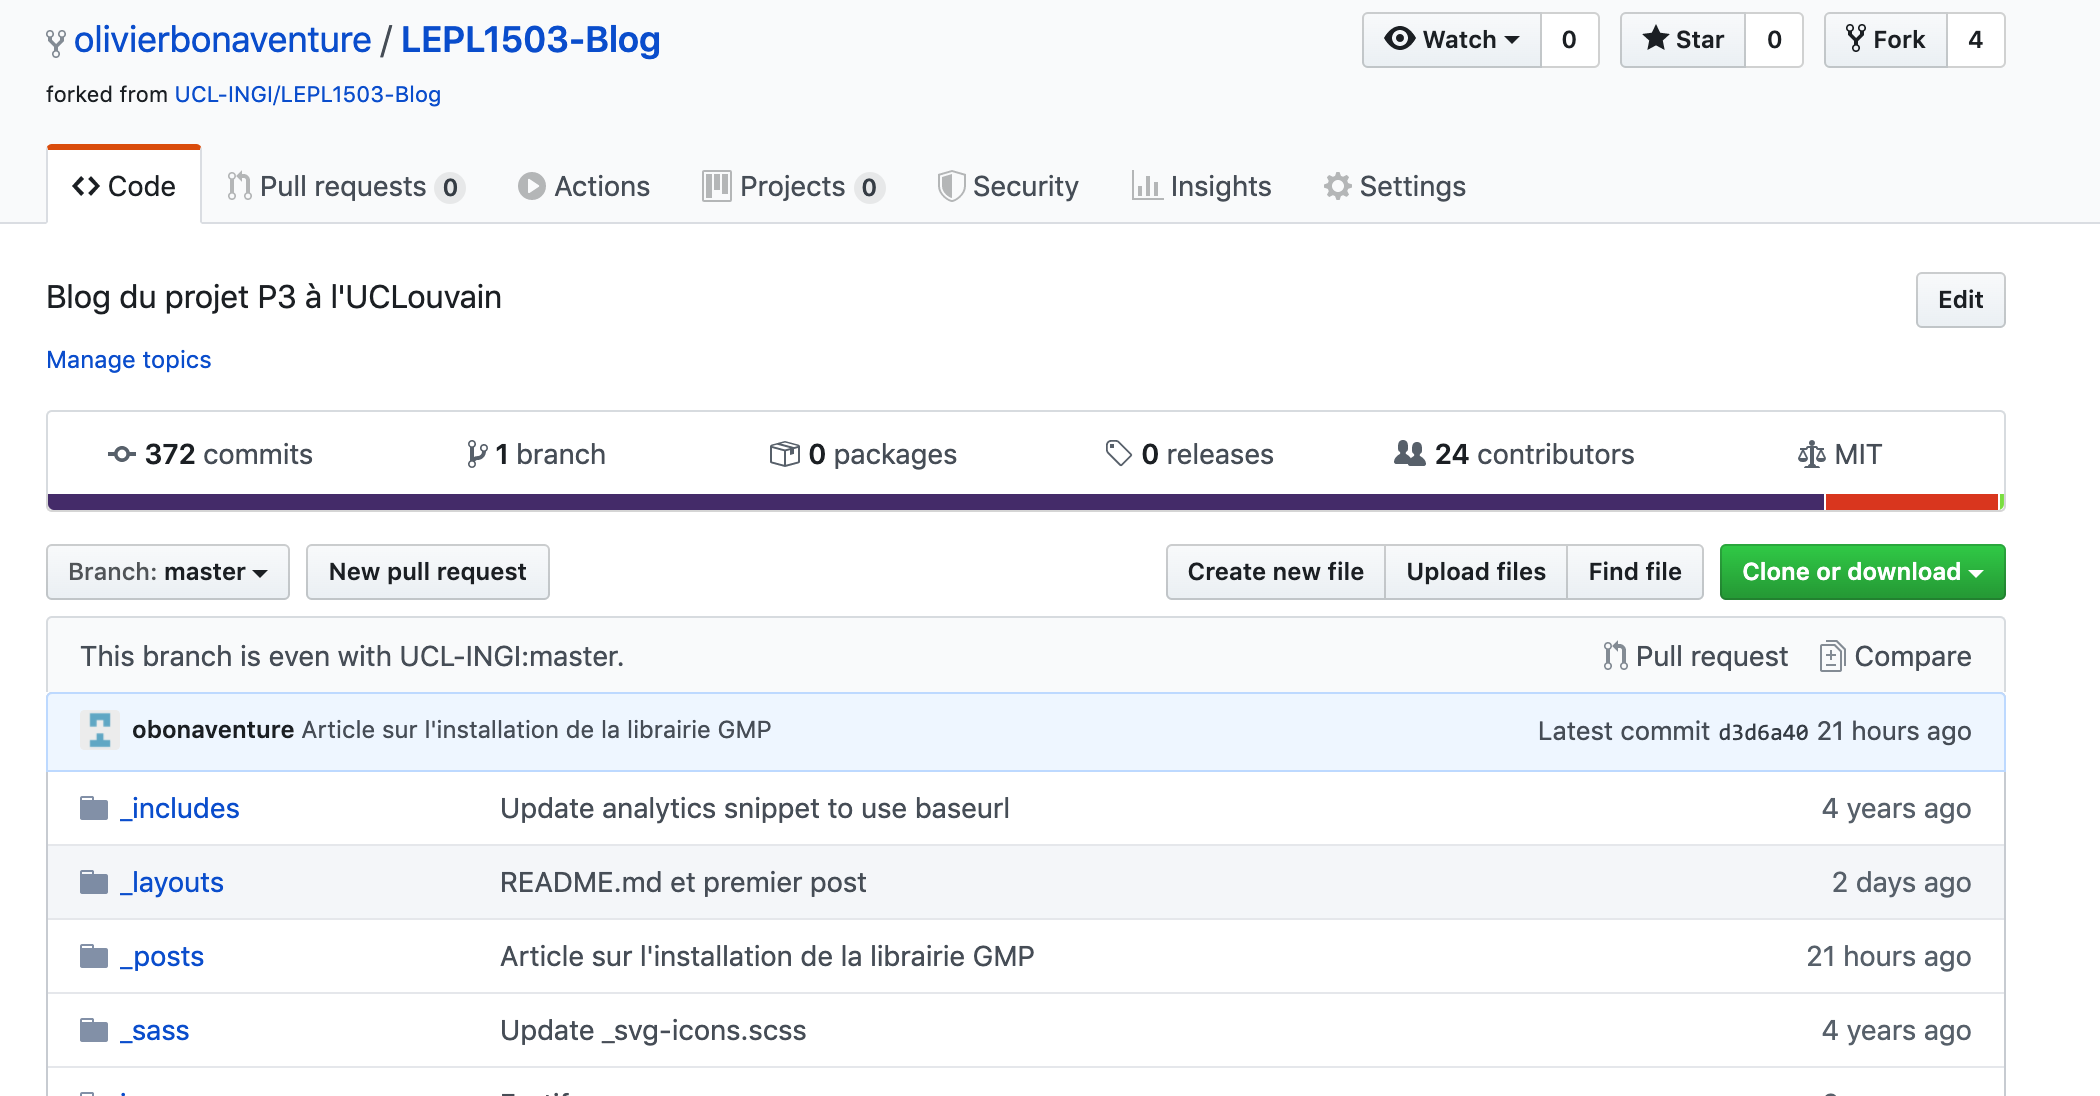 olivierbonaventure / LEPL1503-Blog
Watch 0 Star 0 Fork 4
forked from UCL-INGI/LEPL1503-Blog
Code Pull requests 0 Actions Projects 0 Security Insights Settings
Blog du projet P3 à l'UCLouvain
Edit
Manage topics
372 commits 1 branch 0 packages 0 releases 24 contributors MIT
Branch: master New pull request Create new file Upload files Find file Clone or download
This branch is even with UCL-INGI:master. Pull request Compare
obonaventure Article sur l'installation de la librairie GMP Latest commit d3d6a40 21 hours ago
_includes Update analytics snippet to use baseurl 4 years ago
_layouts README.md et premier post 2 days ago
_posts Article sur l'installation de la librairie GMP 21 hours ago
_sass Update _svg-icons.scss 4 years ago